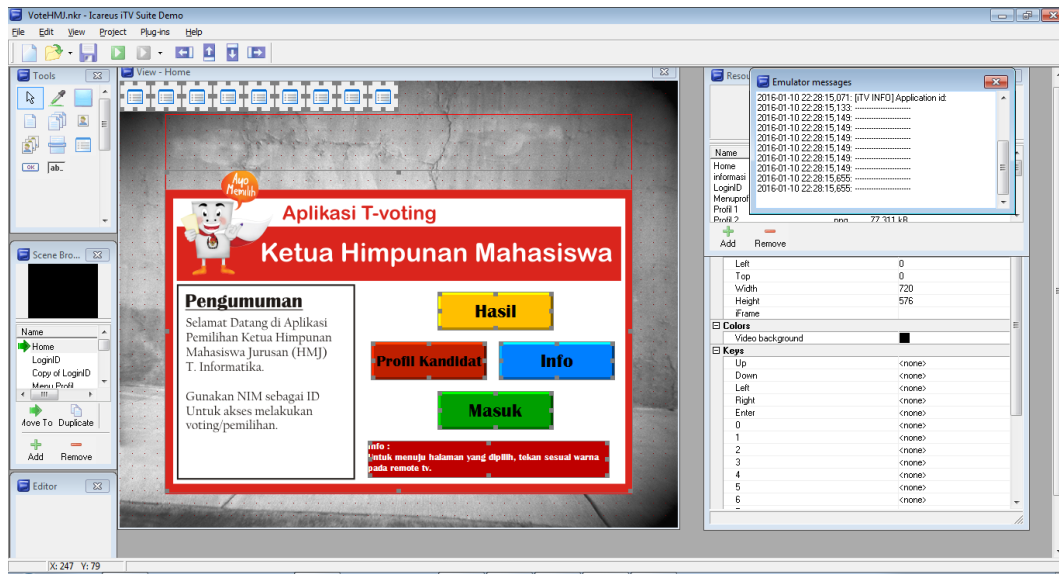 VoteHMJ.nkr - Icareus iTV Suite Demo
File Edit View Project Plug-ins Help
Tools
OK
ab..
Scene Bro...
Name
Home
LoginID
Copy of LoginID
Menu Profil
Move To Duplicate
Add Remove
Editor
View - Home
Ayo
Memilih
Aplikasi T-voting
Ketua Himpunan Mahasiswa
Pengumuman
Selamat Datang di Aplikasi
Pemilihan Ketua Himpunan
Mahasiswa Jurusan (HMJ)
T. Informatika.
Gunakan NIM sebagai ID
Untuk akses melakukan
voting/pemilihan.
Hasil
Profil Kandidat
Info
Masuk
info :
Untuk menuju halaman yang dipilih, tekan sesuai warna
pada remote tv.
Resou
Emulator messages
2016-01-10 22:28:15,071: [iTV INFO] Application id:
2016-01-10 22:28:15,133: ------------------------
2016-01-10 22:28:15,149: ------------------------
2016-01-10 22:28:15,149: ------------------------
2016-01-10 22:28:15,149: ------------------------
2016-01-10 22:28:15,149: ------------------------
2016-01-10 22:28:15,149: ------------------------
2016-01-10 22:28:15,655: ------------------------
2016-01-10 22:28:15,655: ------------------------
Name
Home
informasi
LoginID
Menuprof
Profil 1
Profil 2 png 77.311 kB
Add Remove
Left 0
Top 0
Width 720
Height 576
iFrame
Colors
Video background
Keys
Up <none>
Down <none>
Left <none>
Right <none>
Enter <none>
0 <none>
1 <none>
2 <none>
3 <none>
4 <none>
5 <none>
6 <none>
X: 247 Y: 79